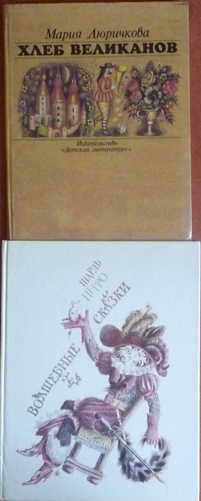 Мария Дюричкова
ХЛЕБ ВЕЛИКАНОВ
Издательство
«Детская литература»
ШАРЛЬ
ПЕРРО
ВОЛШЕБНЫЕ
СКАЗКИ